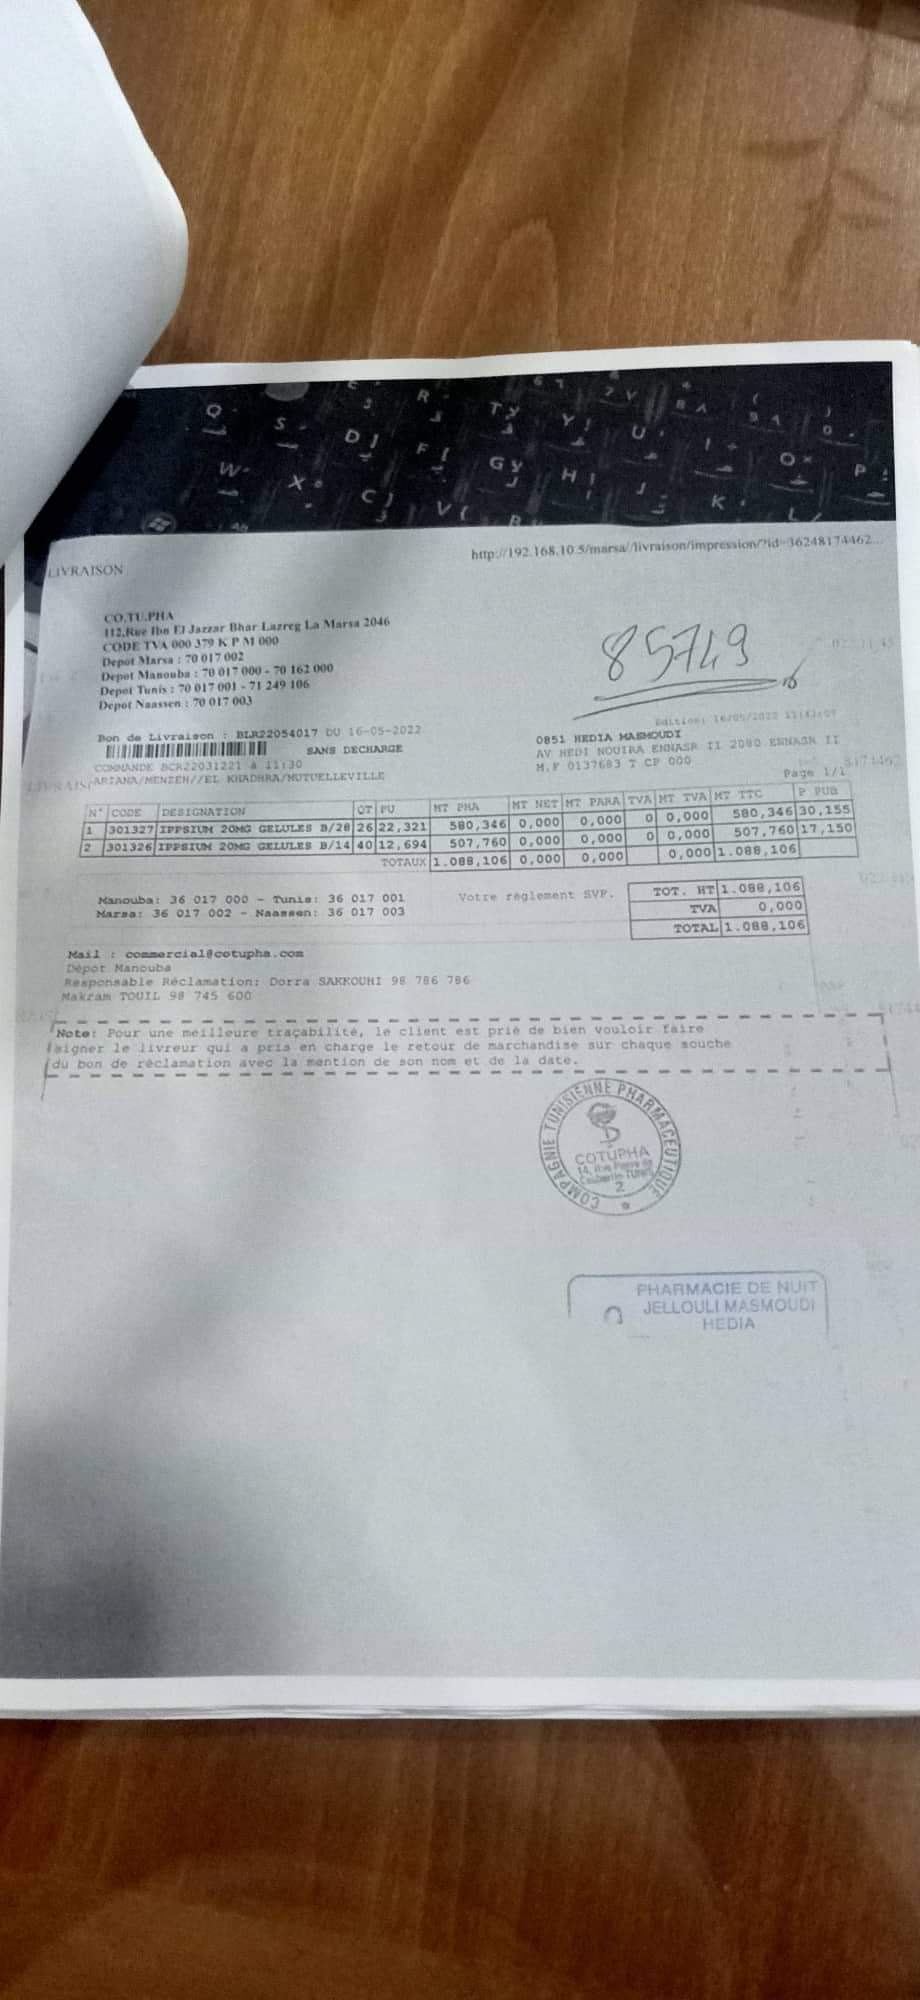 LIVRAISON
http://192.168.10.5/marsa//livraison/impression/?id=36248174462...
CO.TU.PHA
112,Rue Ibn El Jazzar Bhar Lazreg La Marsa 2046
CODE TVA 000 379 K P M 000
Depot Marsa : 70 017 002
Depot Manouba : 70 017 000 - 70 162 000
Depot Tunis : 70 017 001 - 71 249 106
Depot Naassen : 70 017 003
85749
Bon de Livraison : BLR22054017 DU 16-05-2022
SANS DECHARGE
COMMANDE BCR22031221 à 11:30
ARIANA/MENZEH//EL KHADHRA/MUTUELLEVILLE
Edition: 16/05/2022
0851 HEDIA MASMOUDI
AV HEDI NOUIRA ENNASR II 2080 ENNASR II
M.F 0137683 T CP 000
Page 1/1
N° CODE DESIGNATION QT PU MT PHA MT NET MT PARA TVA MT TVA MT TTC P PUB
1 301327 IPPSIUM 20MG GELULES B/28 26 22,321 580,346 0,000 0,000 0 0,000 580,346 30,155
2 301326 IPPSIUM 20MG GELULES B/14 40 12,694 507,760 0,000 0,000 0 0,000 507,760 17,150
TOTAUX 1.088,106 0,000 0,000 0,000 1.088,106
Manouba: 36 017 000 - Tunis: 36 017 001
Marsa: 36 017 002 - Naassen: 36 017 003
Votre règlement SVP.
TOT. HT 1.088,106
TVA 0,000
TOTAL 1.088,106
Mail : commercial@cotupha.com
Dépot Manouba
Responsable Réclamation: Dorra SAKKOUHI 98 786 786
Makram TOUIL 98 745 600
Note: Pour une meilleure traçabilité, le client est prié de bien vouloir faire
signer le livreur qui a pris en charge le retour de marchandise sur chaque souche
du bon de réclamation avec la mention de son nom et de la date.
COMPAGNIE TUNISIENNE PHARMACEUTIQUE
COTUPHA
14, Rue Pierre de
Coubertin-TUNIS
2
PHARMACIE DE NUIT
JELLOULI MASMOUDI
HEDIA